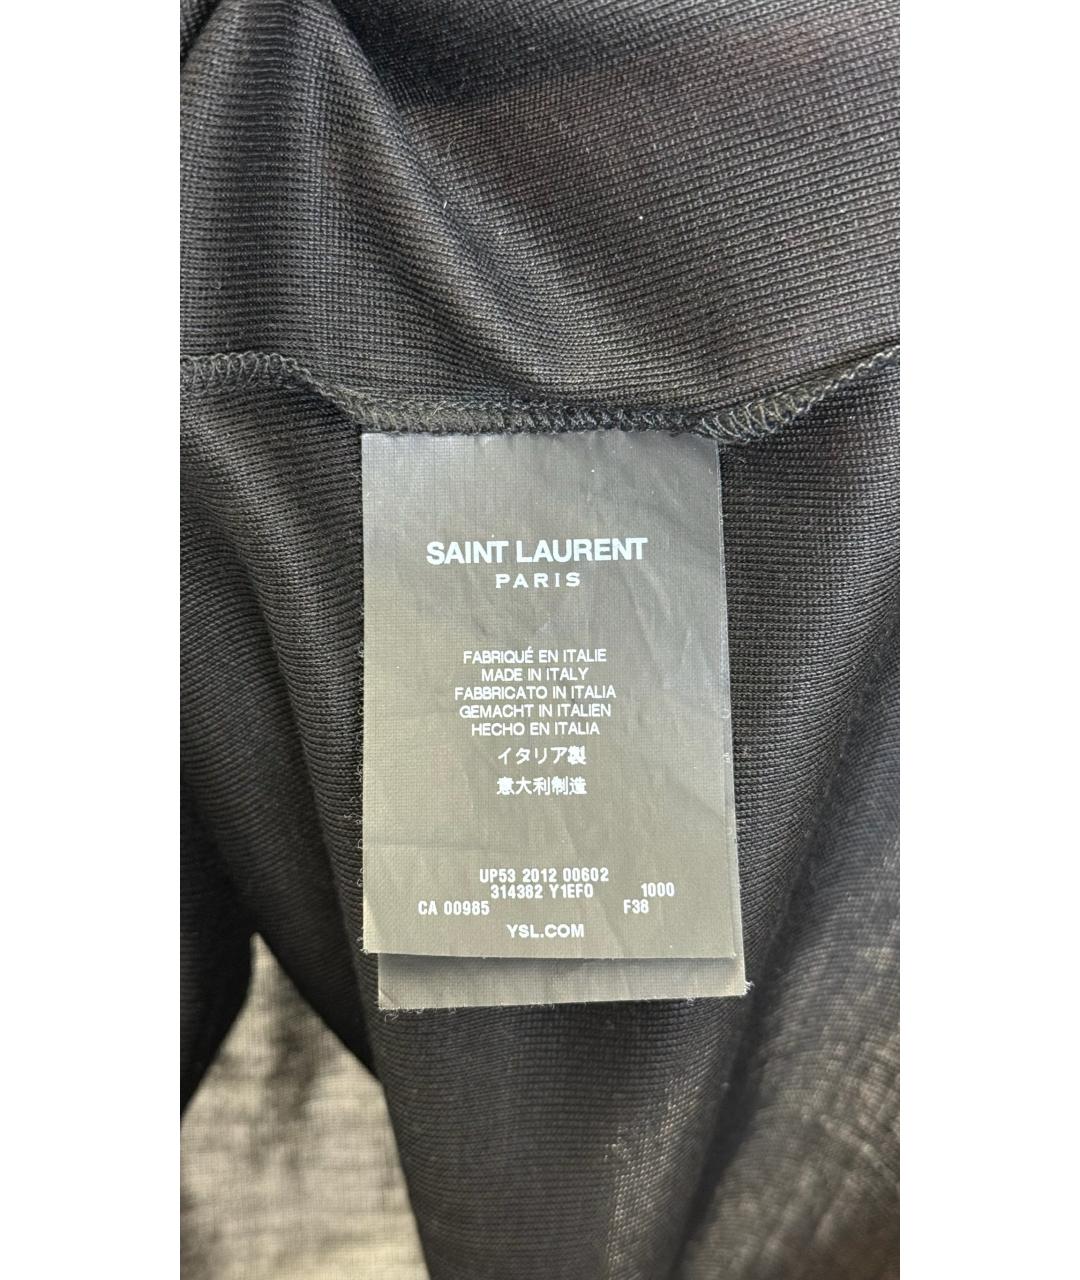 SAINT LAURENT
PARIS
FABRIQUÉ EN ITALIE
MADE IN ITALY
FABBRICATO IN ITALIA
GEMACHT IN ITALIEN
HECHO EN ITALIA
イタリア製
意大利制造
UP53 2012 00602
314382 Y1EFO 1000
CA 00985 F38
YSL.COM